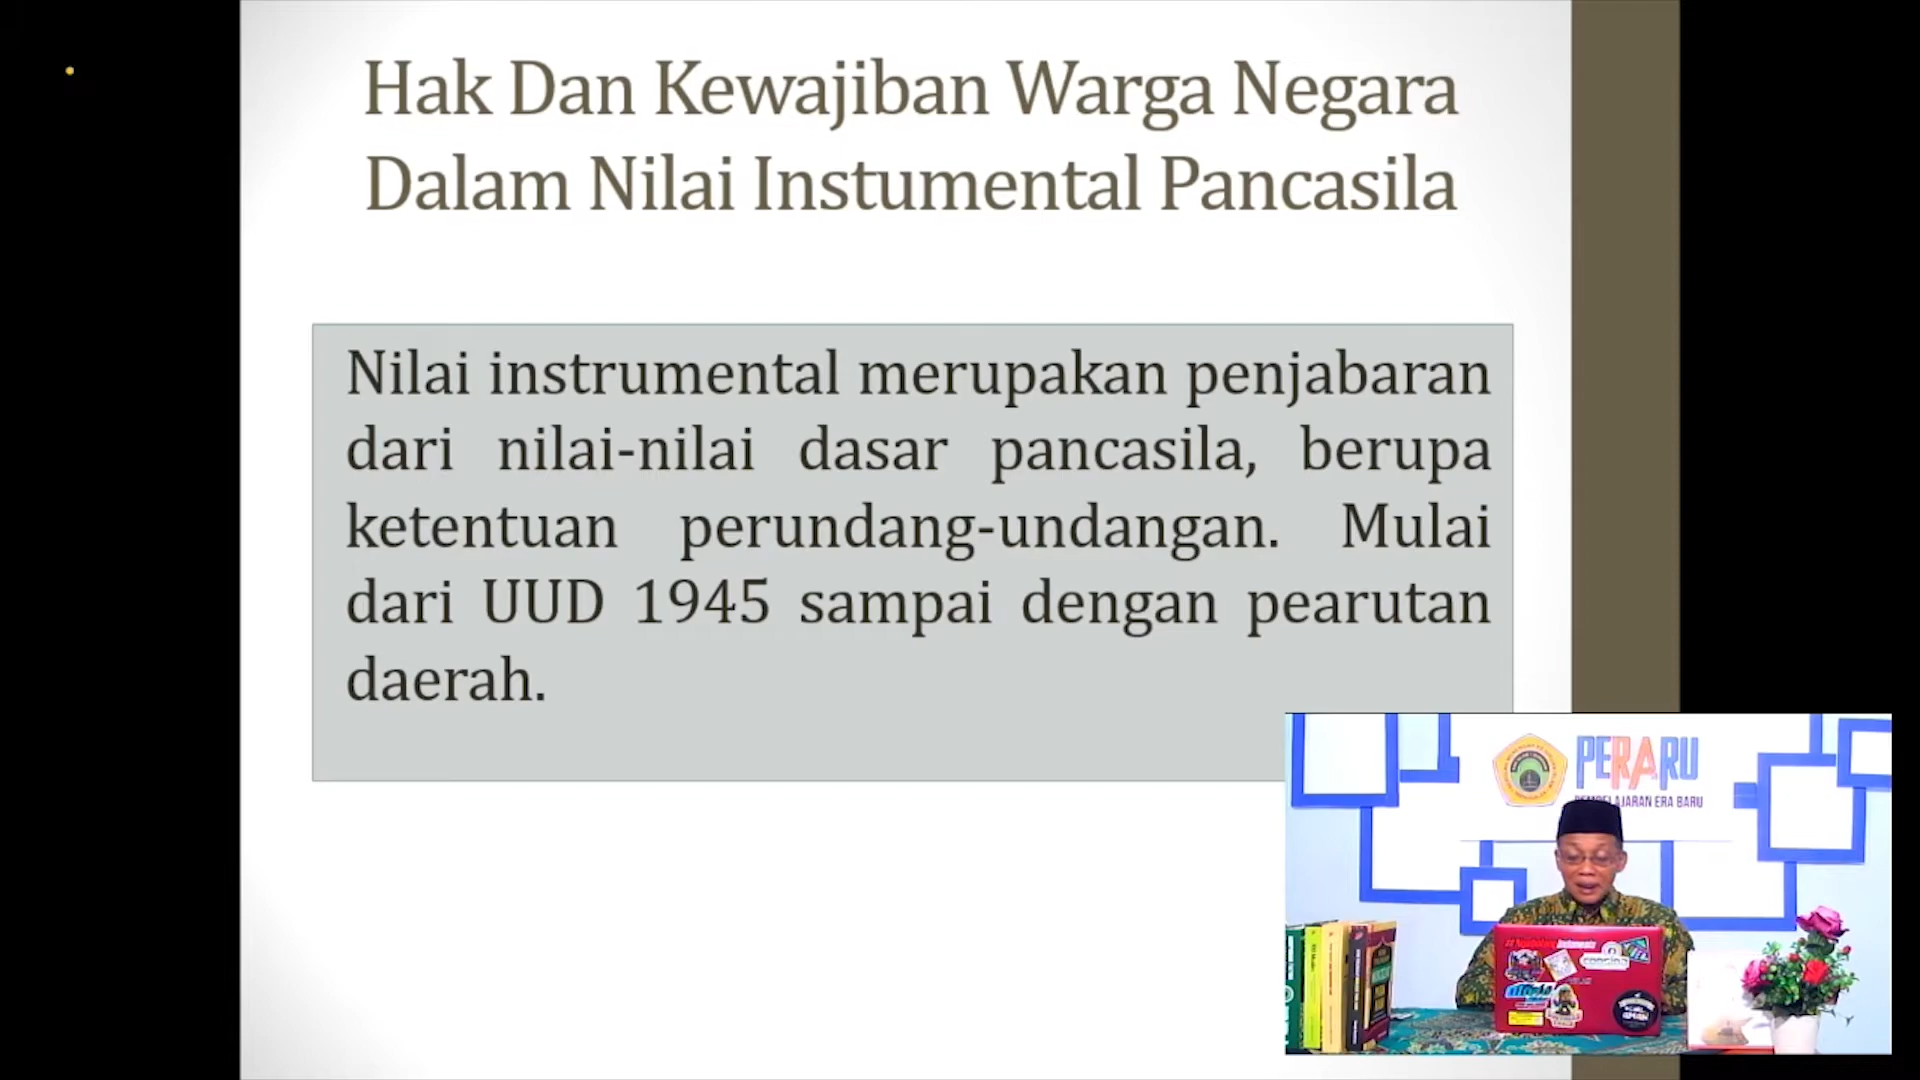 Hak Dan Kewajiban Warga Negara
Dalam Nilai Instumental Pancasila
Nilai instrumental merupakan penjabaran
dari nilai-nilai dasar pancasila, berupa
ketentuan perundang-undangan. Mulai
dari UUD 1945 sampai dengan pearutan
daerah.
PERARU
PEMBELAJARAN ERA BARU